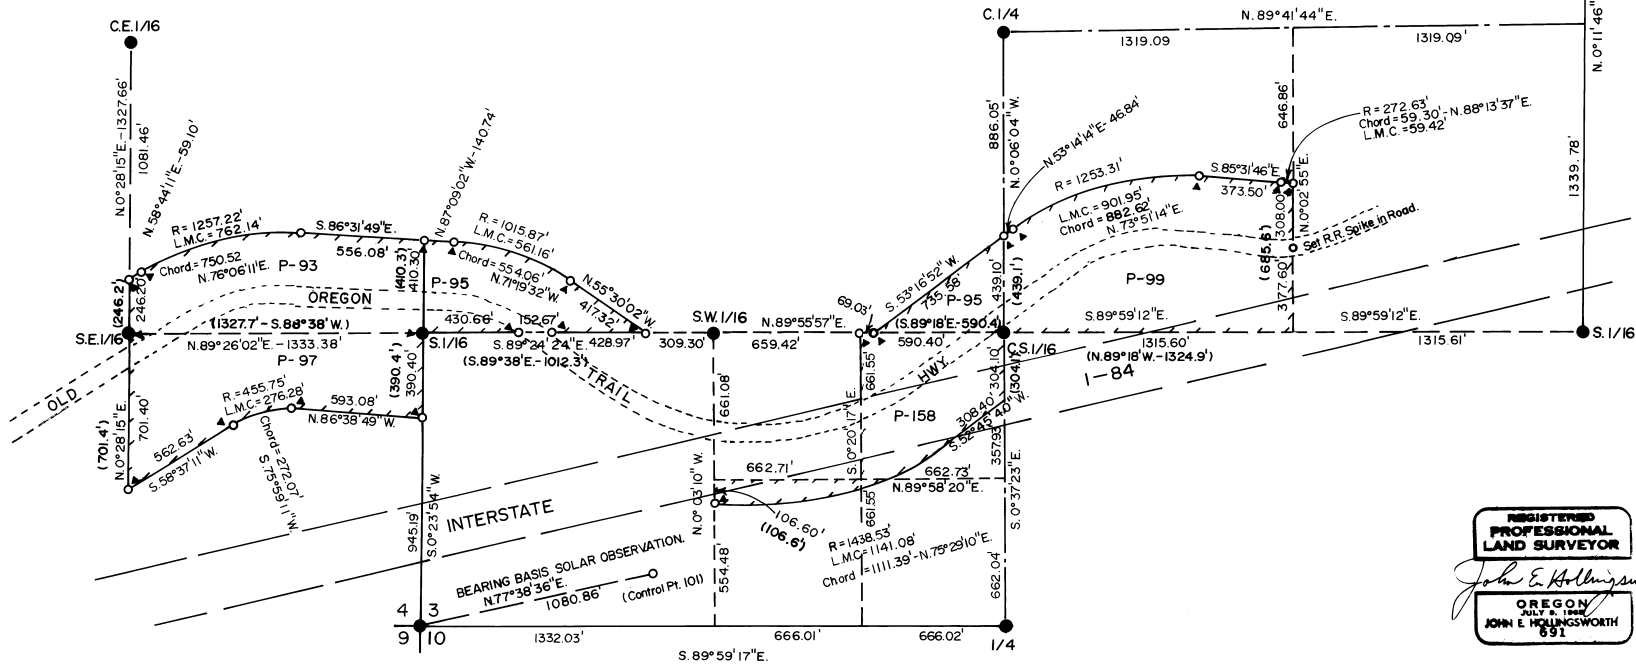 C.E.1/16
C.1/4
N. 89°41'44"E.
1319.09
1319.09'
N. 0°11'46"
N.0°28'15"E.-1327.66'
1081.46'
N.58°44'11"E.-59.10'
N.87°09'02"W.-140.74'
886.05'
N.0°06'04"W.
N.53°14'14"E-46.84'
646.86'
R=272.63'
Chord=59.30'-N.88°13'37"E.
L.M.C.=59.42'
1339.78'
R=1257.22'
L.M.C.=762.14'
S.86°31'49"E.
556.08'
Chord.=750.52
N.76°06'11"E.
P-93
R=1015.87'
L.M.C.=561.16'
Chord=554.06'
N.71°19'32"W.
N.55°30'02"W.
417.32'
R=1253.31'
L.M.C.=901.95'
Chord=882.62'
N.73°51'14"E.
S.85°31'46"E.
373.50'
308.00'
N.0°02'55"E.
(685.6')
377.60'
Set R.R. Spike in Road.
(246.2')
246.20'
(410.3')
410.30'
P-95
S.53°16'52"W.
735.58'
P-95
439.10'
(439.1')
P-99
OREGON
S.E.1/16
(1327.7'-S.88°38'W.)
N.89°26'02"E.-1333.38'
P-97
430.66'
152.67'
S.1/16
S.89°24'24"E.
428.97'
(S.89°38'E-1012.3')
S.W.1/16
309.30'
N.89°55'57"E.
659.42'
69.03'
(S.89°18'E-590.4)
590.40'
C.S.1/16
S.89°59'12"E.
1315.60'
(N.89°18'W.-1324.9')
S.89°59'12"E.
1315.61'
S.1/16
I-84
OLD
TRAIL
HWY
(701.4')
N.0°28'15"E.
701.40'
R=455.75'
L.M.C.=276.28'
593.08'
N.86°38'49"W.
562.63'
S.58°37'11"W.
Chord=272.07'
S.75°59'11"W.
(390.4')
390.40'
661.08'
661.55'
S.0°20'17"E.
P-158
304.10'
(304.1)
308.40'
S.52°45'40"W.
357.93'
662.71'
662.73'
N.89°58'20"E.
S.0°37'23"E.
945.19'
S.0°23'54"W.
INTERSTATE
N.0°03'10"W.
106.60'
(106.6')
661.55'
R=1438.53'
L.M.C=1141.08'
Chord=1111.39'-N.75°29'10"E.
554.48'
662.04'
BEARING BASIS SOLAR OBSERVATION.
N.77°38'36"E.
1080.86'
(Control Pt. 101)
4 3
9 10
1332.03'
666.01'
666.02'
1/4
S.89°59'17"E.
REGISTERED
PROFESSIONAL
LAND SURVEYOR
John E. Hollingsw
OREGON
JOHN E. HOLLINGSWORTH
691